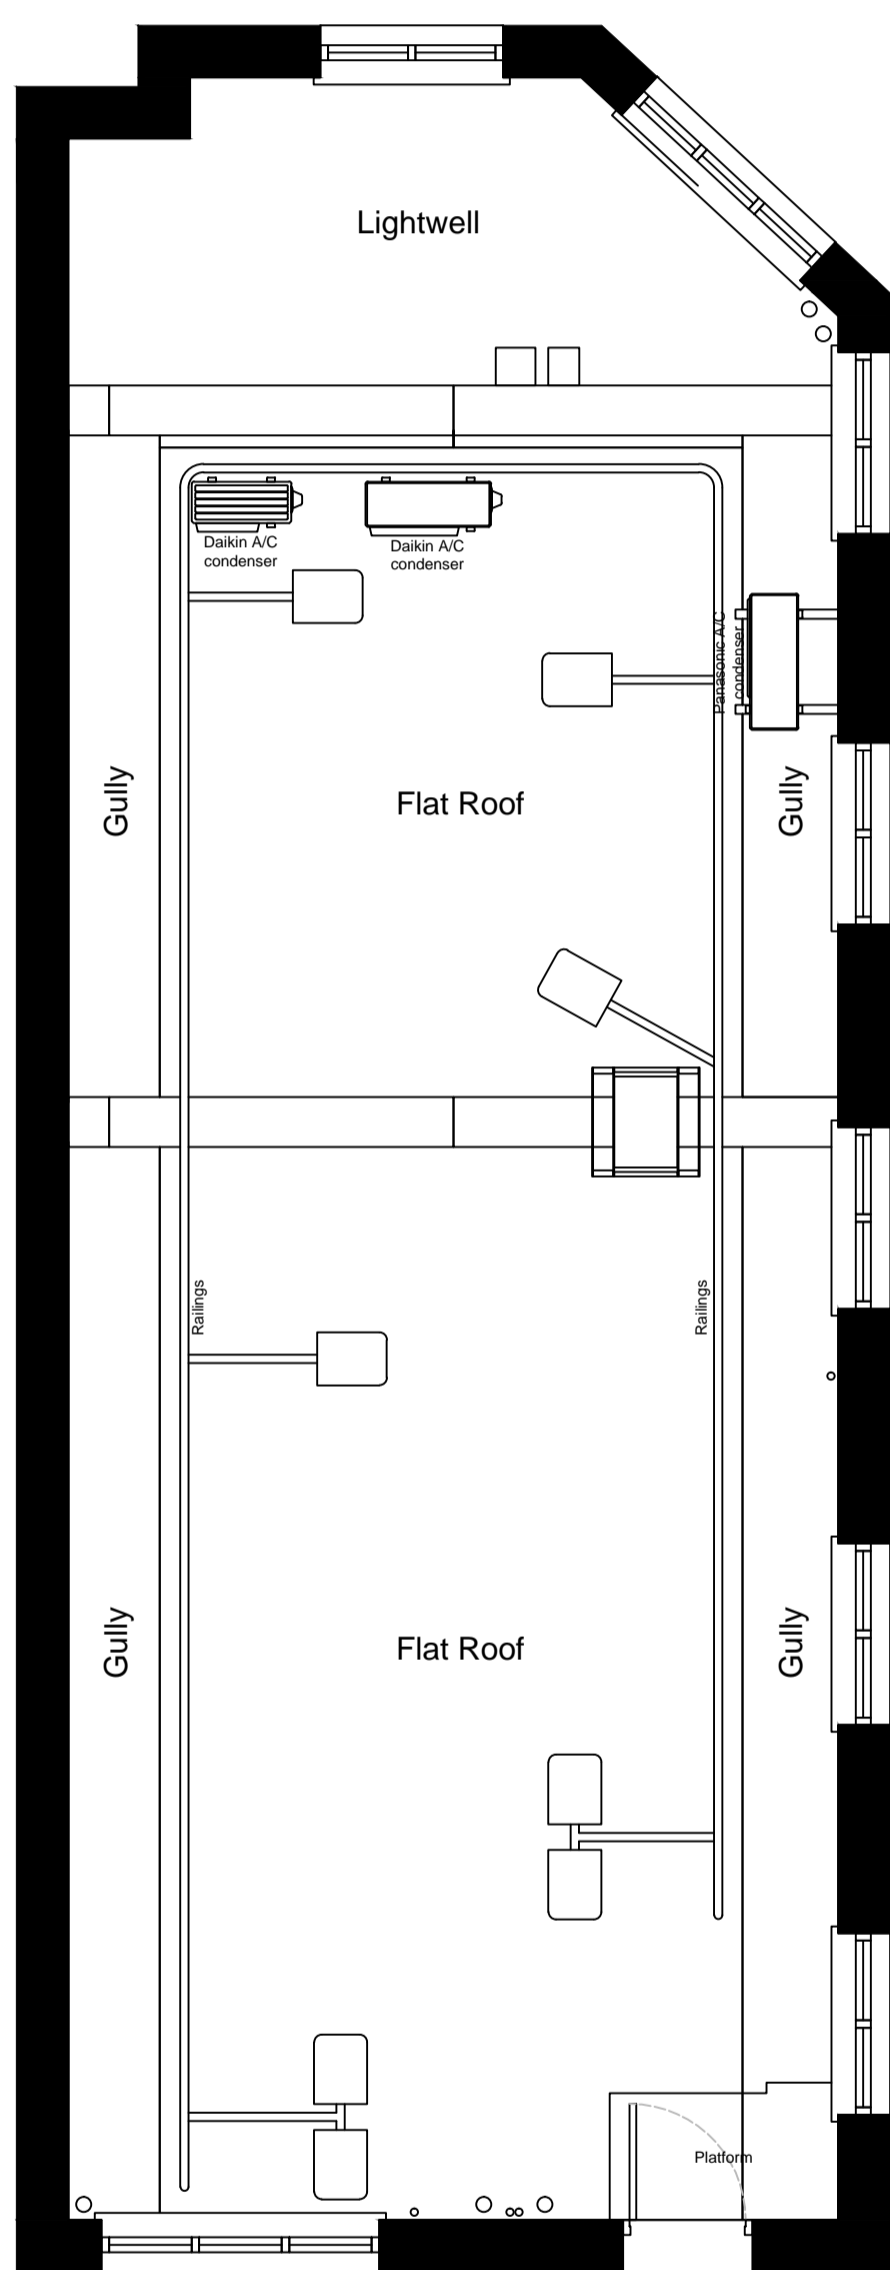 Lightwell
Daikin A/C
condenser
Daikin A/C
condenser
Panasonic A/C
condenser
Gully
Flat Roof
Gully
Railings
Railings
Gully
Flat Roof
Gully
Platform